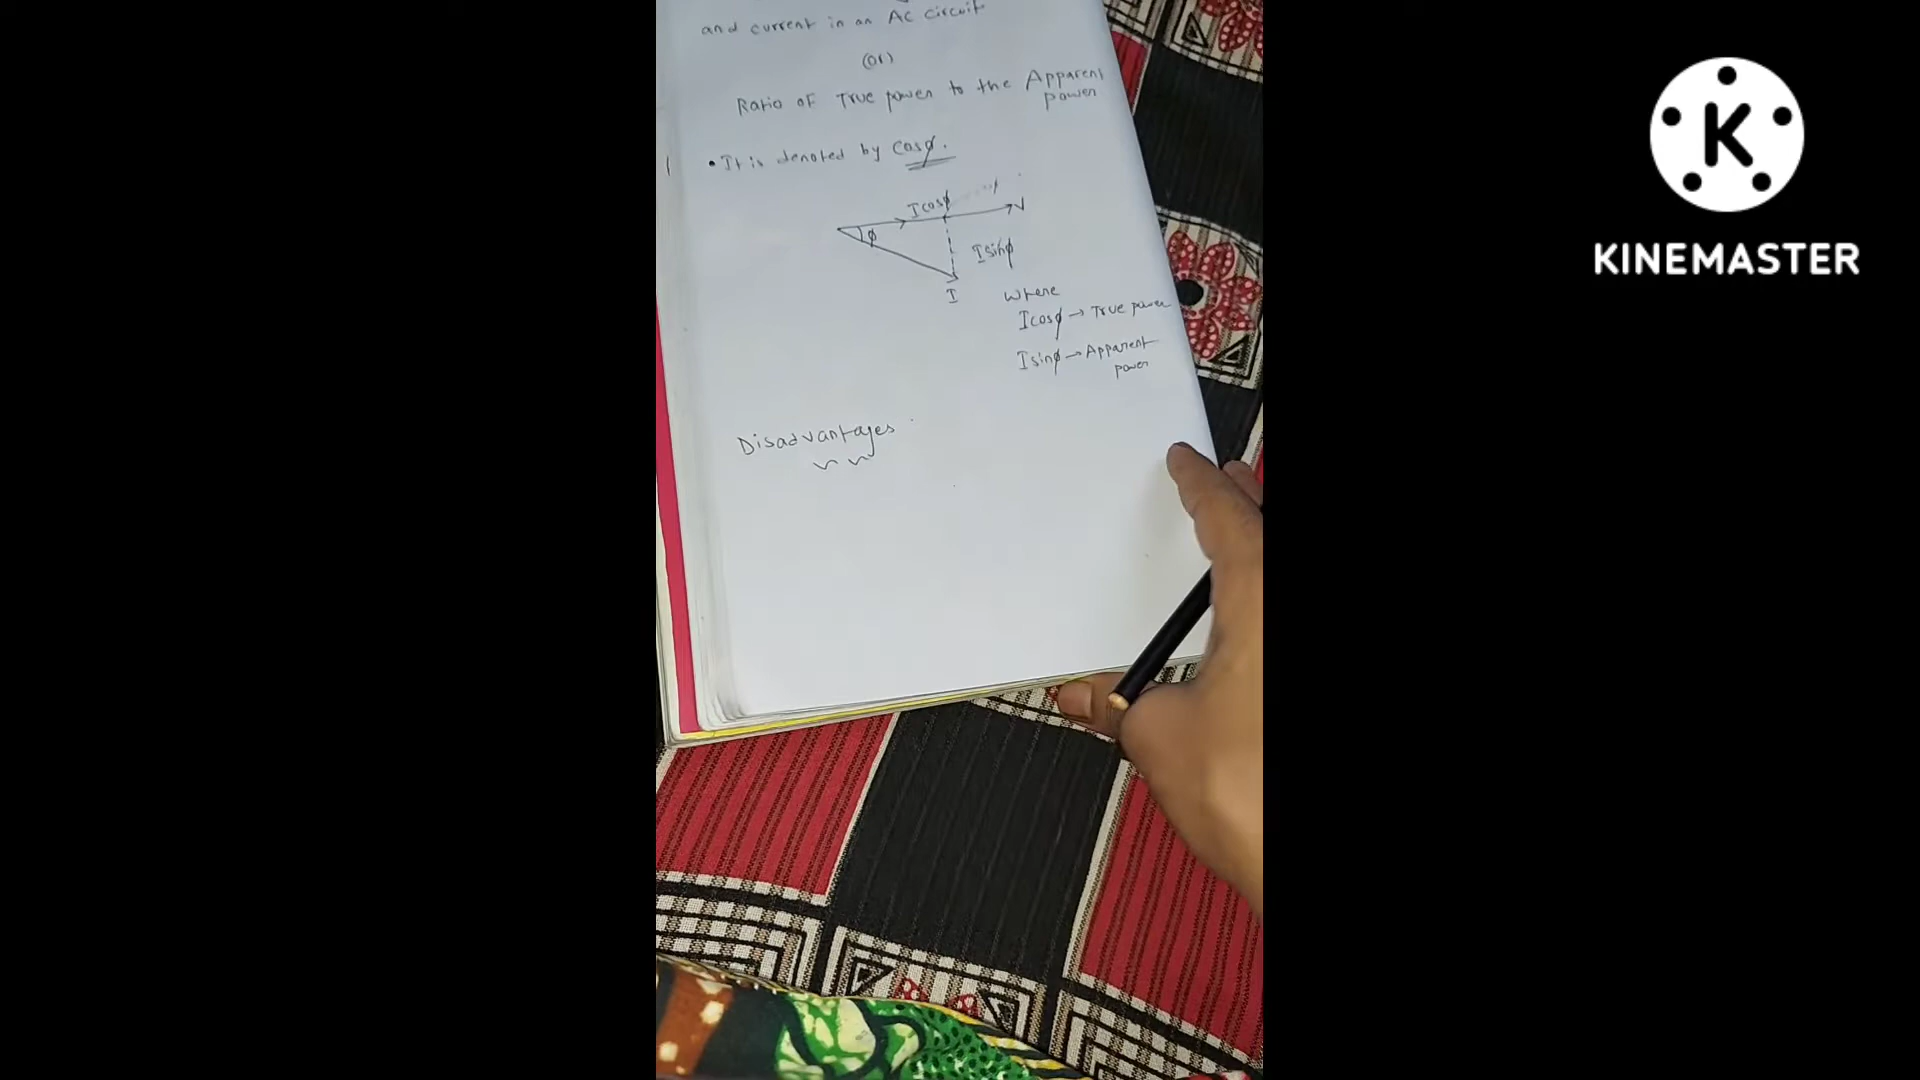 and current in an AC circuit
(or)
Ratio of True power to the Apparent
power
• It is denoted by cosϕ.
Icosϕ
V
ϕ
Isinϕ
I
where
Icosϕ → True power
Isinϕ → Apparent
power
Disadvantages
K
KINEMASTER